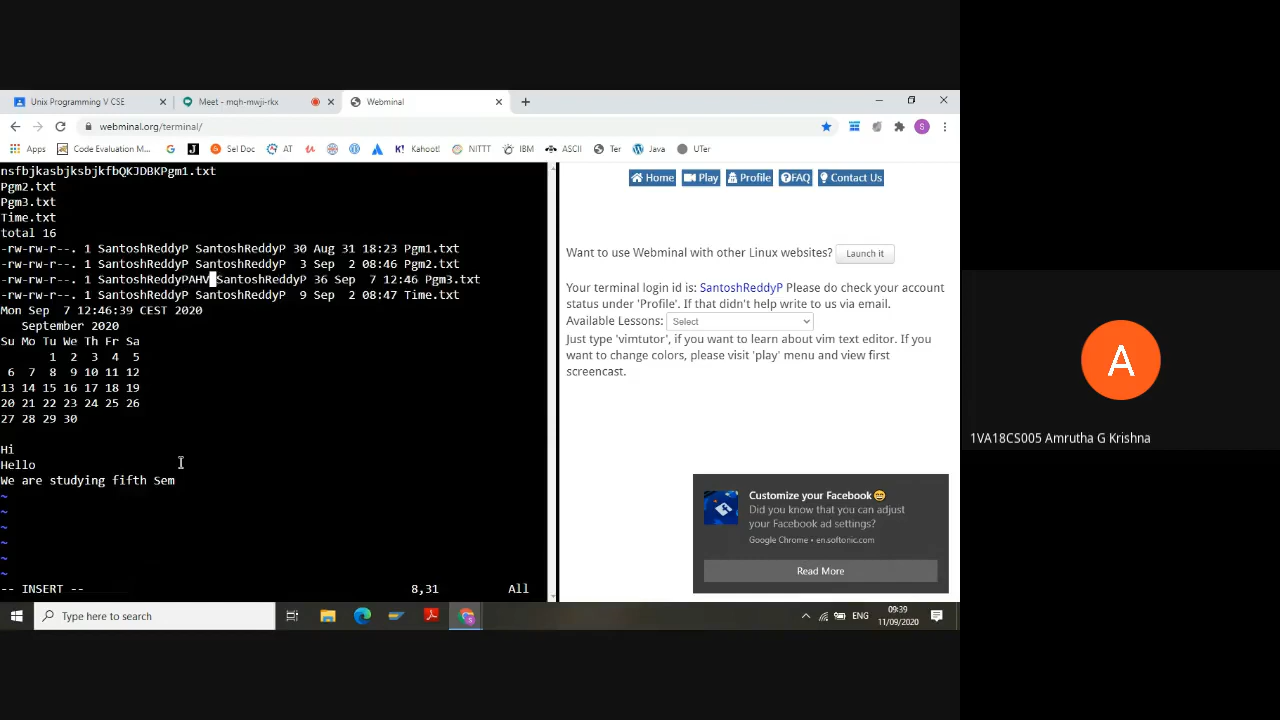 Unix Programming V CSE
Meet - mqh-mwji-rkx
Webminal
webminal.org/terminal/
Apps
Code Evaluation M...
G
J
Sel Doc
AT
K! Kahoot!
NITTT
IBM
ASCII
Ter
Java
UTer
S
nsfbjkasbjksbjkfbQKJDBKPgm1.txt
Pgm2.txt
Pgm3.txt
Time.txt
total 16
-rw-rw-r--. 1 SantoshReddyP SantoshReddyP 30 Aug 31 18:23 Pgm1.txt
-rw-rw-r--. 1 SantoshReddyP SantoshReddyP  3 Sep  2 08:46 Pgm2.txt
-rw-rw-r--. 1 SantoshReddyPAHV SantoshReddyP 36 Sep  7 12:46 Pgm3.txt
-rw-rw-r--. 1 SantoshReddyP SantoshReddyP  9 Sep  2 08:47 Time.txt
Mon Sep  7 12:46:39 CEST 2020
September 2020
Su Mo Tu We Th Fr Sa
1  2  3  4  5
6  7  8  9 10 11 12
13 14 15 16 17 18 19
20 21 22 23 24 25 26
27 28 29 30
Hi
Hello
We are studying fifth Sem
~
~
~
~
~
~
-- INSERT -- 8,31 All
Home Play Profile ?FAQ Contact Us
Want to use Webminal with other Linux websites? Launch it
Your terminal login id is: SantoshReddyP Please do check your account
status under 'Profile'. If that didn't help write to us via email.
Available Lessons: Select
Just type 'vimtutor', if you want to learn about vim text editor. If you
want to change colors, please visit 'play' menu and view first
screencast.
Customize your Facebook
Did you know that you can adjust
your Facebook ad settings?
Google Chrome • en.softonic.com
Read More
Type here to search
ENG
09:39
11/09/2020
A
1VA18CS005 Amrutha G Krishna